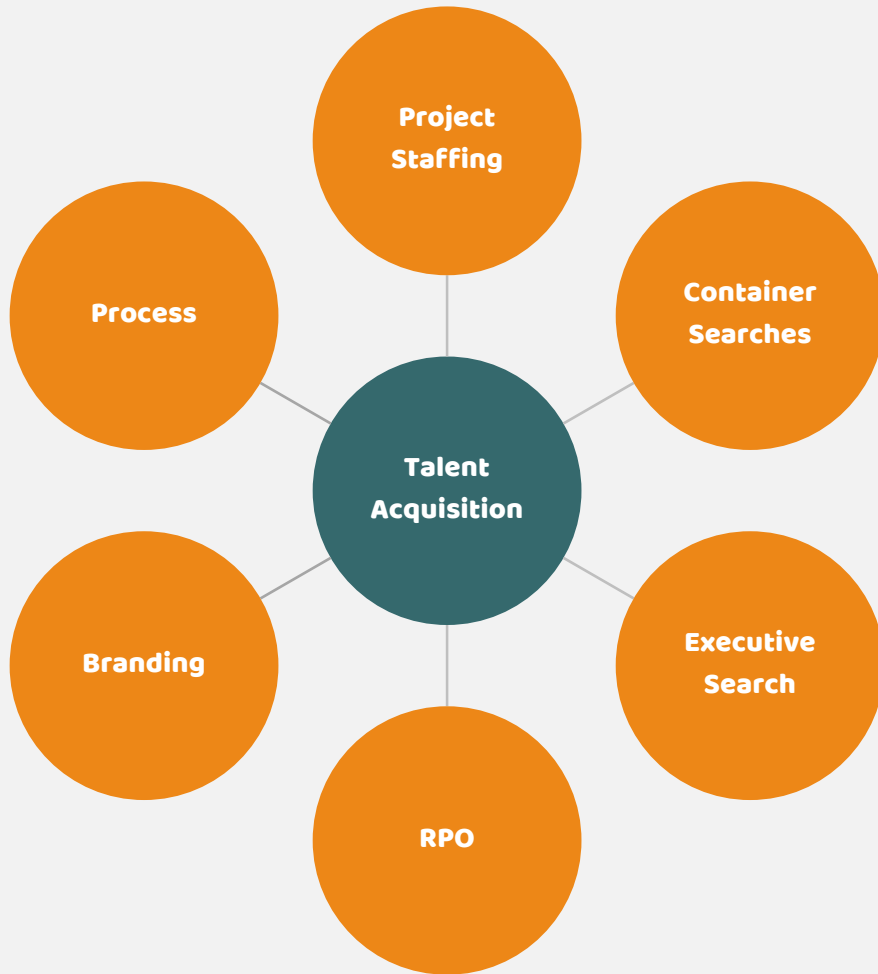 Project
Staffing
Container
Searches
Process
Talent
Acquisition
Executive
Search
Branding
RPO